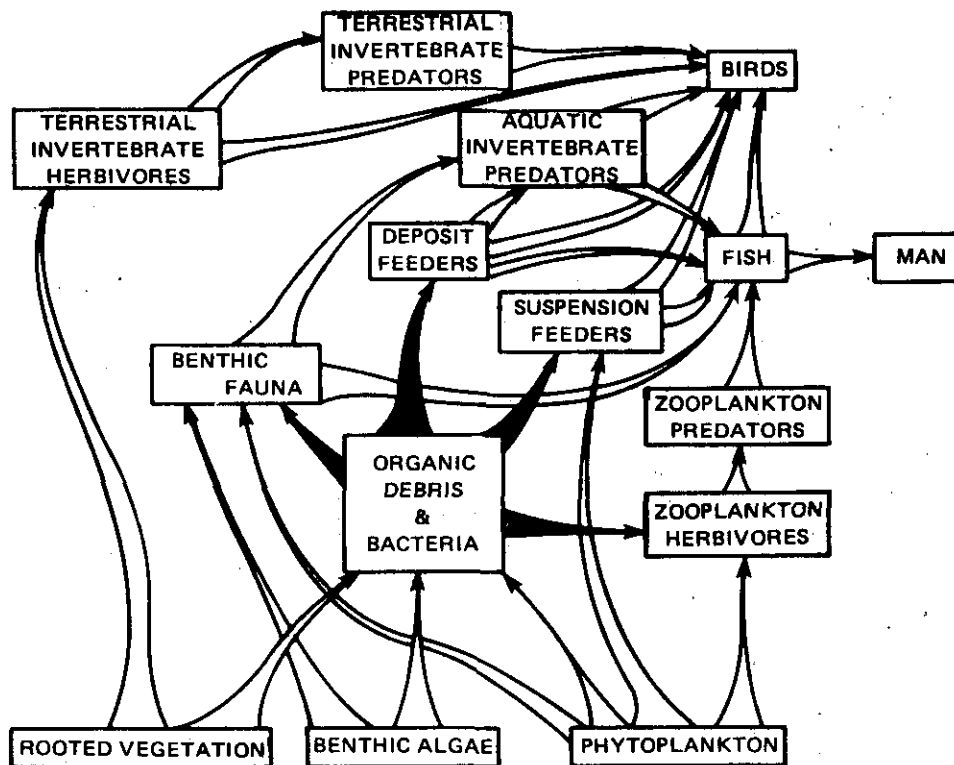 TERRESTRIAL
INVERTEBRATE
PREDATORS
BIRDS
TERRESTRIAL
INVERTEBRATE
HERBIVORES
AQUATIC
INVERTEBRATE
PREDATORS
DEPOSIT
FEEDERS
FISH
MAN
SUSPENSION
FEEDERS
BENTHIC
FAUNA
ZOOPLANKTON
PREDATORS
ORGANIC
DEBRIS
&
BACTERIA
ZOOPLANKTON
HERBIVORES
ROOTED VEGETATION
BENTHIC ALGAE
PHYTOPLANKTON